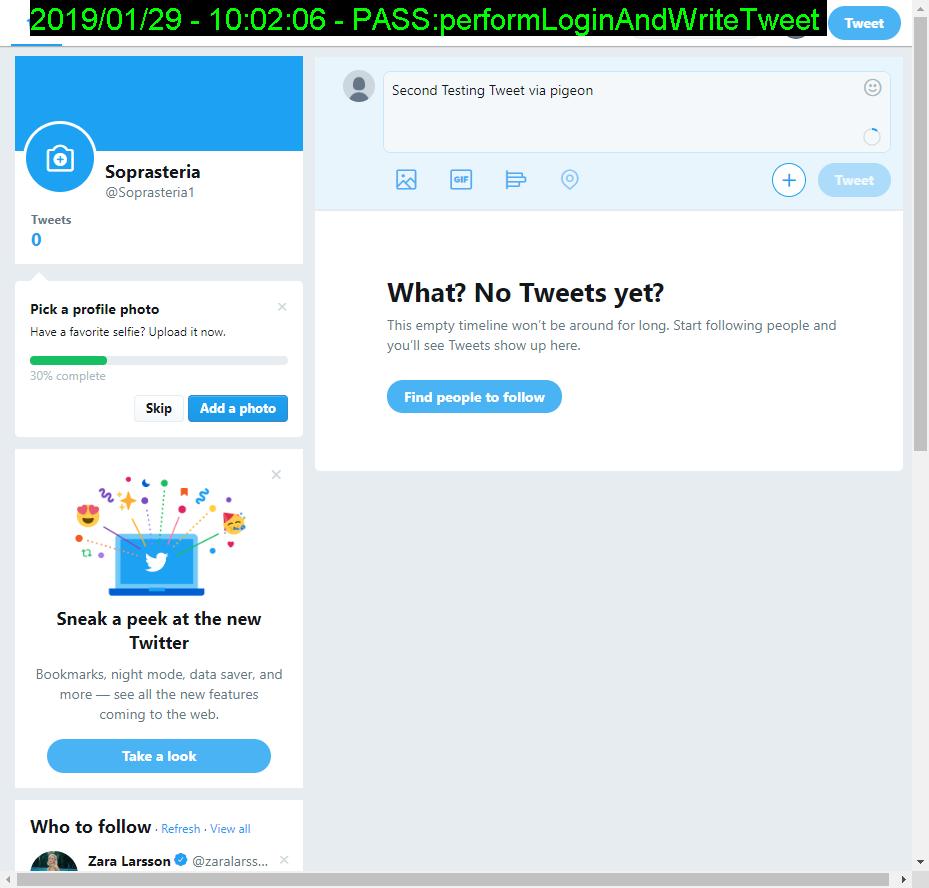 2019/01/29 - 10:02:06 - PASS:performLoginAndWriteTweet
Tweet
Soprasteria
@Soprasteria1
Tweets
0
Pick a profile photo
Have a favorite selfie? Upload it now.
30% complete
Skip
Add a photo
Sneak a peek at the new
Twitter
Bookmarks, night mode, data saver, and
more — see all the new features
coming to the web.
Take a look
Who to follow · Refresh · View all
Zara Larsson @zaralarss...
Second Testing Tweet via pigeon
GIF
Tweet
What? No Tweets yet?
This empty timeline won’t be around for long. Start following people and
you’ll see Tweets show up here.
Find people to follow